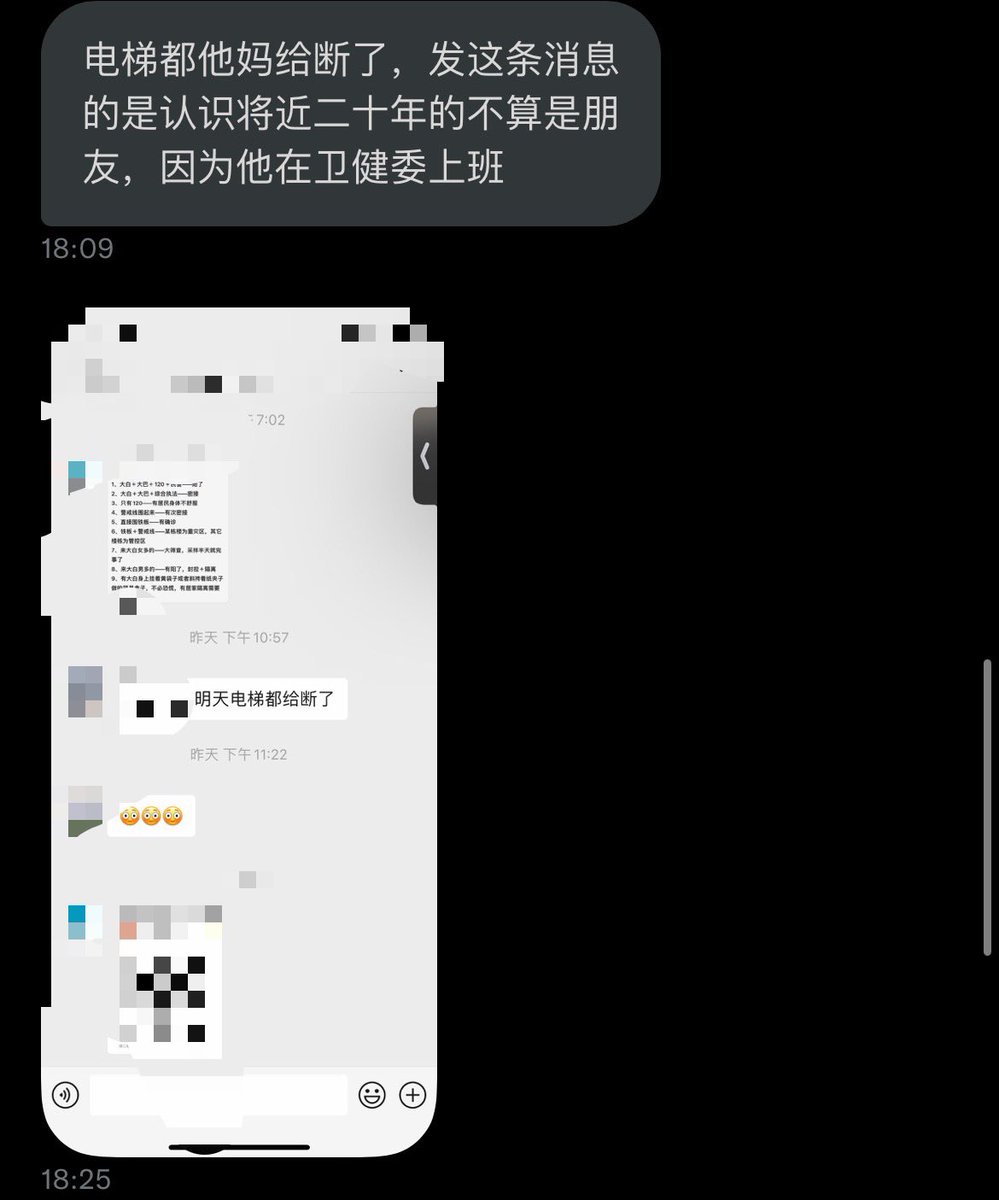 电梯都他妈给断了，发这条消息
的是认识将近二十年的不算是朋
友，因为他在卫健委上班
18:09
7:02
1、大白＋大巴＋120＋
2、大白＋大巴＋综合执法——密接
3、只有120——有居民身体不舒服
4、警戒线围起来——有次密接
5、直接围铁板——有确诊
6、铁板＋警戒线——某栋楼为重灾区，其它
楼栋为管控区
7、来大白女多的——大筛查，采样半天就完
事了
8、来大白男多的——有阳了，封控＋隔离
9、有大白身上挂着黄袋子或者斜挎着纸夹子
不必恐慌，有居家隔离需要
昨天 下午10:57
明天电梯都给断了
昨天 下午11:22
😳😳😳
18:25